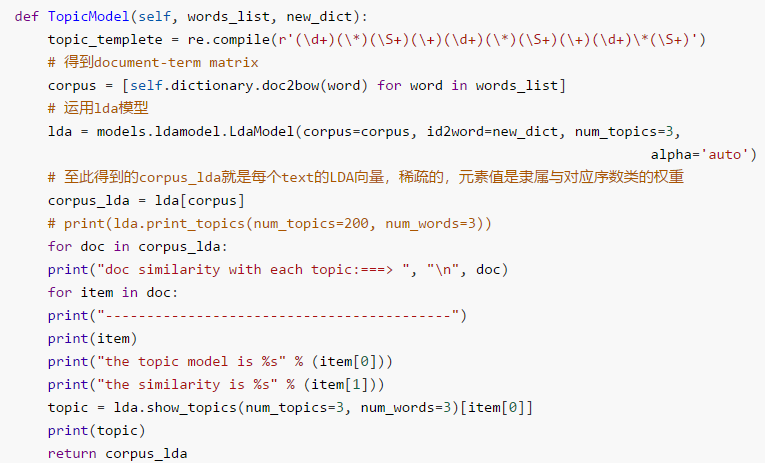 def TopicModel(self, words_list, new_dict):
    topic_templete = re.compile(r'(\d+)(\*)(\S+)(\+)(\d+)(\*)(\S+)(\+)(\d+)\*(\S+)')
    # 得到document-term matrix
    corpus = [self.dictionary.doc2bow(word) for word in words_list]
    # 运用lda模型
    lda = models.ldamodel.LdaModel(corpus=corpus, id2word=new_dict, num_topics=3,
                                                                             alpha='auto')
    # 至此得到的corpus_lda就是每个text的LDA向量，稀疏的，元素值是隶属与对应序数类的权重
    corpus_lda = lda[corpus]
    # print(lda.print_topics(num_topics=200, num_words=3))
    for doc in corpus_lda:
    print("doc similarity with each topic:===> ", "\n", doc)
    for item in doc:
    print("------------------------------------------")
    print(item)
    print("the topic model is %s" % (item[0]))
    print("the similarity is %s" % (item[1]))
    topic = lda.show_topics(num_topics=3, num_words=3)[item[0]]
    print(topic)
    return corpus_lda